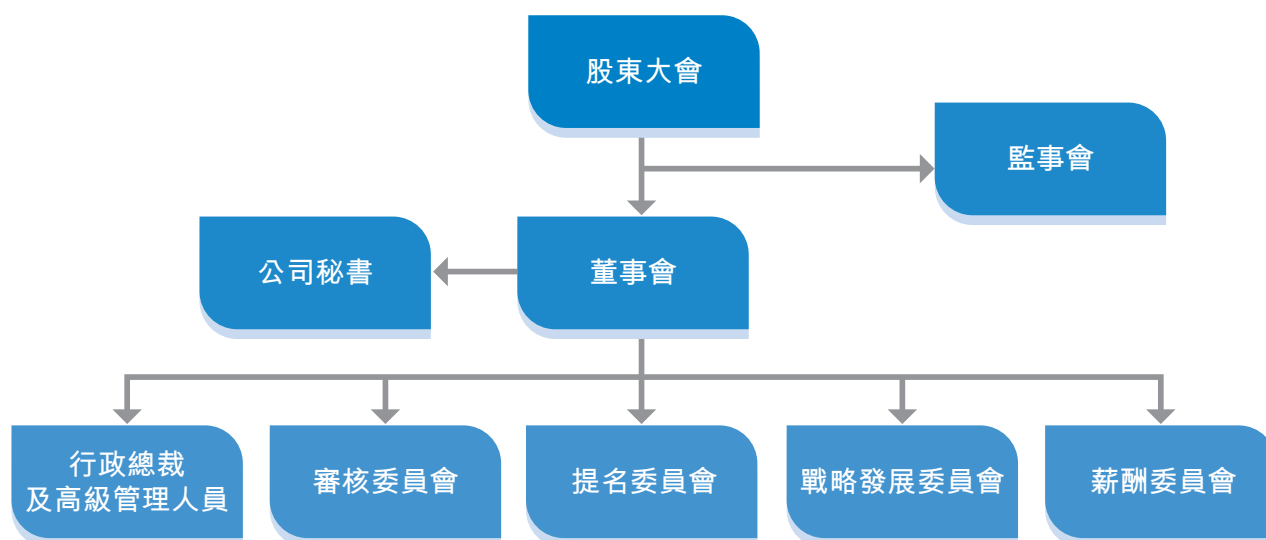 股東大會
監事會
公司秘書
董事會
行政總裁
及高級管理人員
審核委員會
提名委員會
戰略發展委員會
薪酬委員會